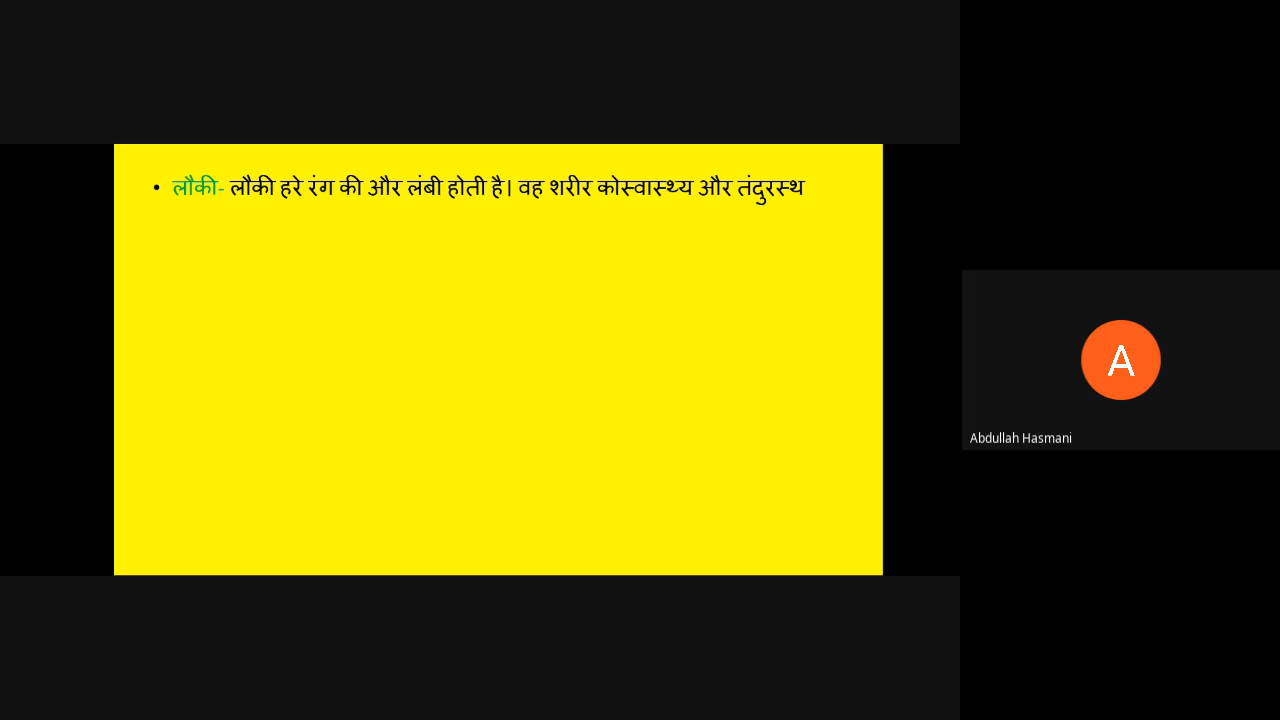 • लौकी- लौकी हरे रंग की और लंबी होती है। वह शरीर कोस्वास्थ्य और तंदुरस्थ
A
Abdullah Hasmani